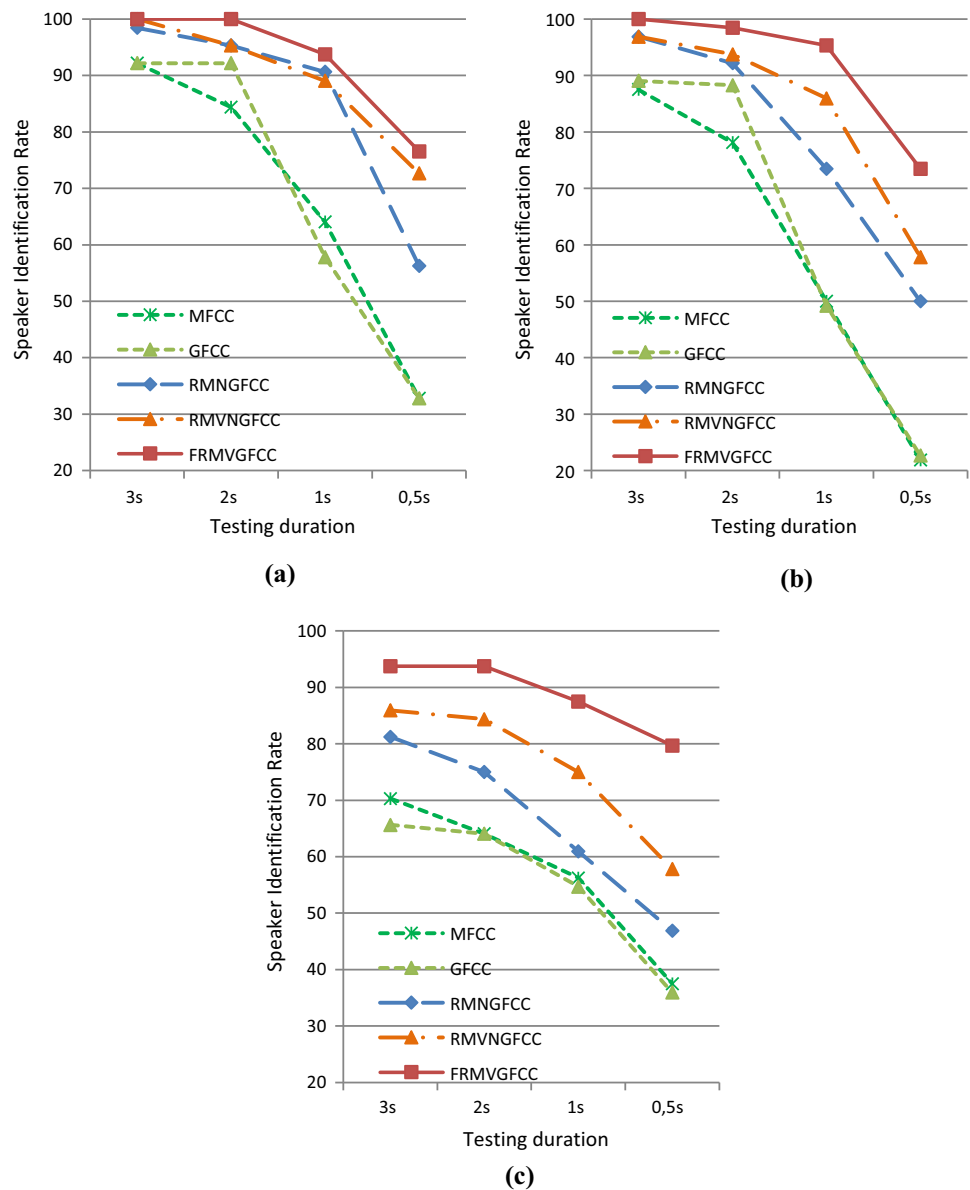 100
90
80
70
60
50
40
30
20
Speaker Identification Rate
MFCC
GFCC
RMNGFCC
RMVNGFCC
FRMVGFCC
3s 2s 1s 0,5s
Testing duration
(a)
100
90
80
70
60
50
40
30
20
Speaker Identification Rate
MFCC
GFCC
RMNGFCC
RMVNGFCC
FRMVGFCC
3s 2s 1s 0,5s
Testing duration
(b)
100
90
80
70
60
50
40
30
20
Speaker Identification Rate
MFCC
GFCC
RMNGFCC
RMVNGFCC
FRMVGFCC
3s 2s 1s 0,5s
Testing duration
(c)